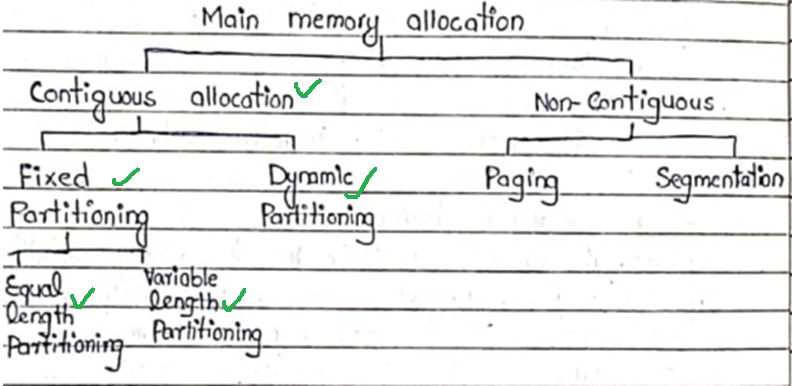 Main memory allocation
Contiguous allocation
Non-Contiguous
Fixed
Partitioning
Dynamic
Partitioning
Paging
Segmentation
Equal
length
Partitioning
Variable
length
Partitioning